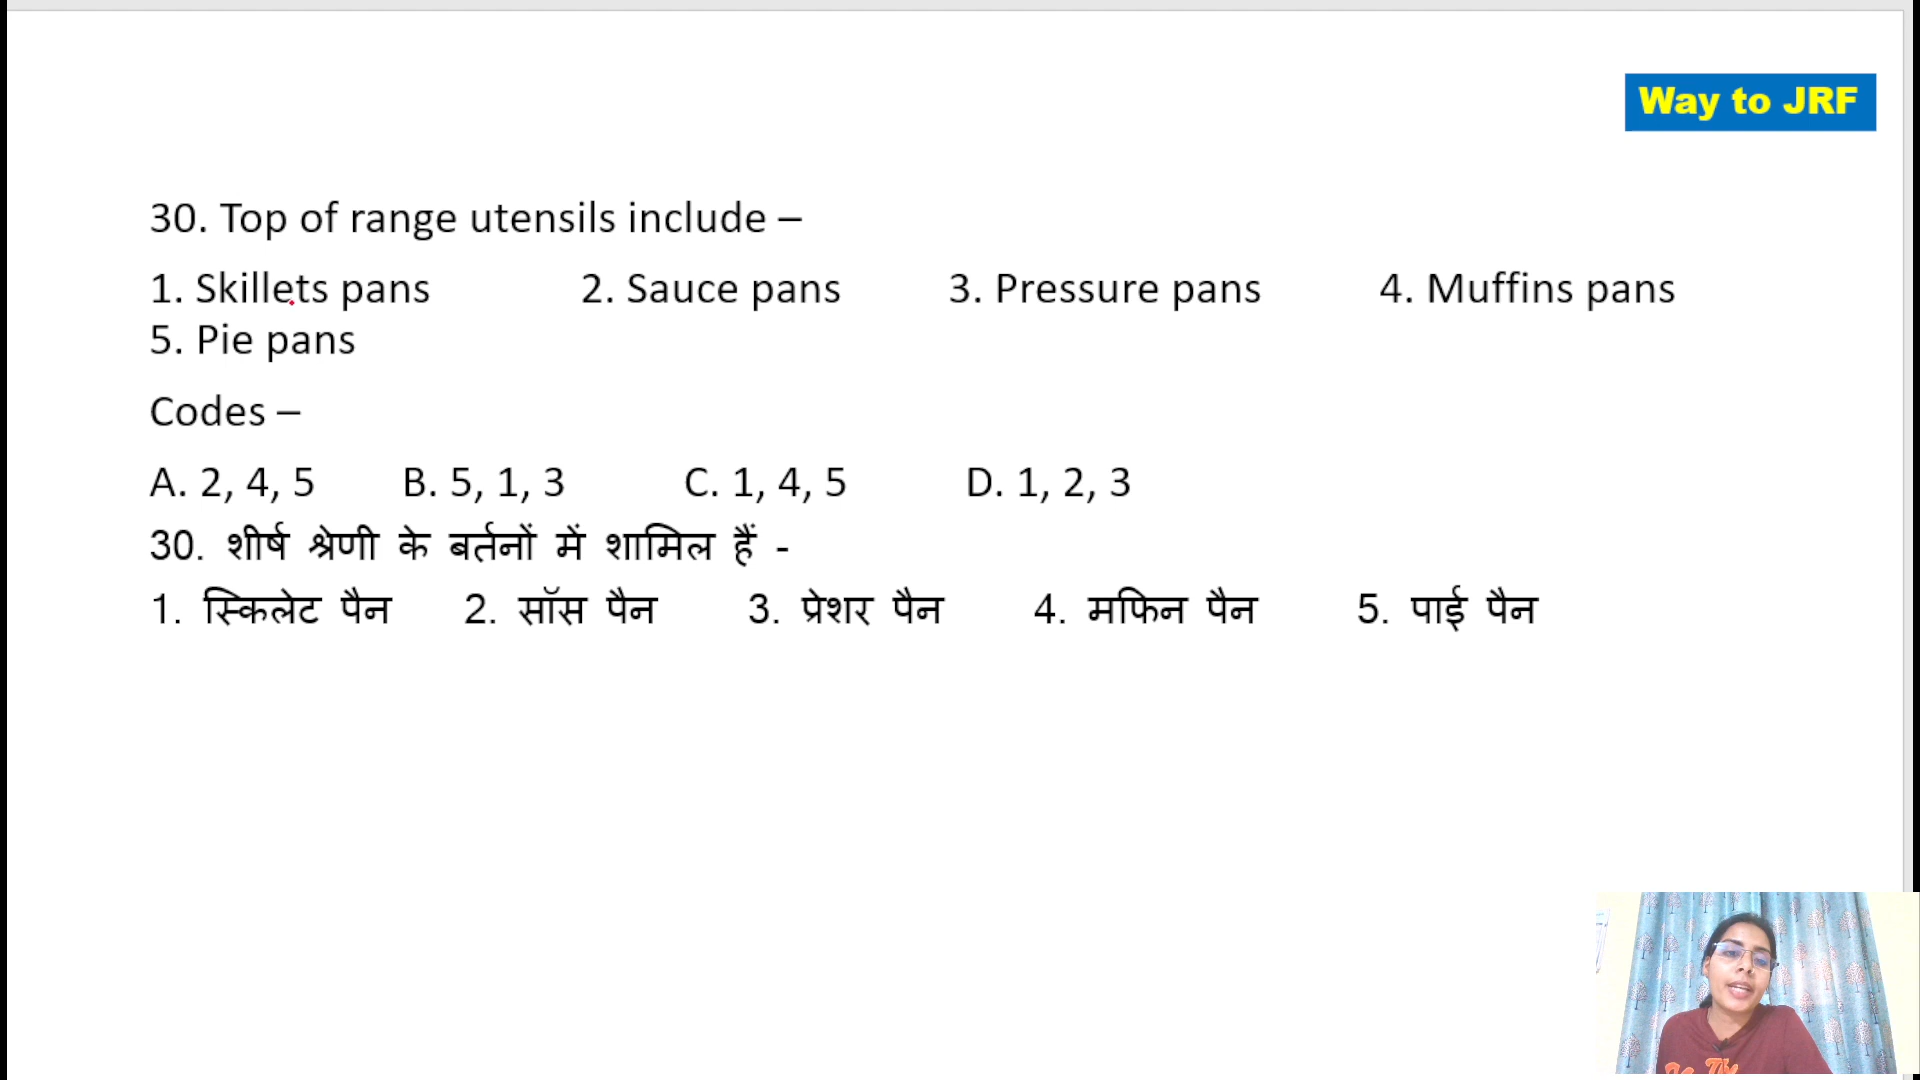 Way to JRF
30. Top of range utensils include –
1. Skillets pans 2. Sauce pans 3. Pressure pans 4. Muffins pans
5. Pie pans
Codes –
A. 2, 4, 5 B. 5, 1, 3 C. 1, 4, 5 D. 1, 2, 3
30. शीर्ष श्रेणी के बर्तनों में शामिल हैं -
1. स्किलेट पैन 2. सॉस पैन 3. प्रेशर पैन 4. मफिन पैन 5. पाई पैन